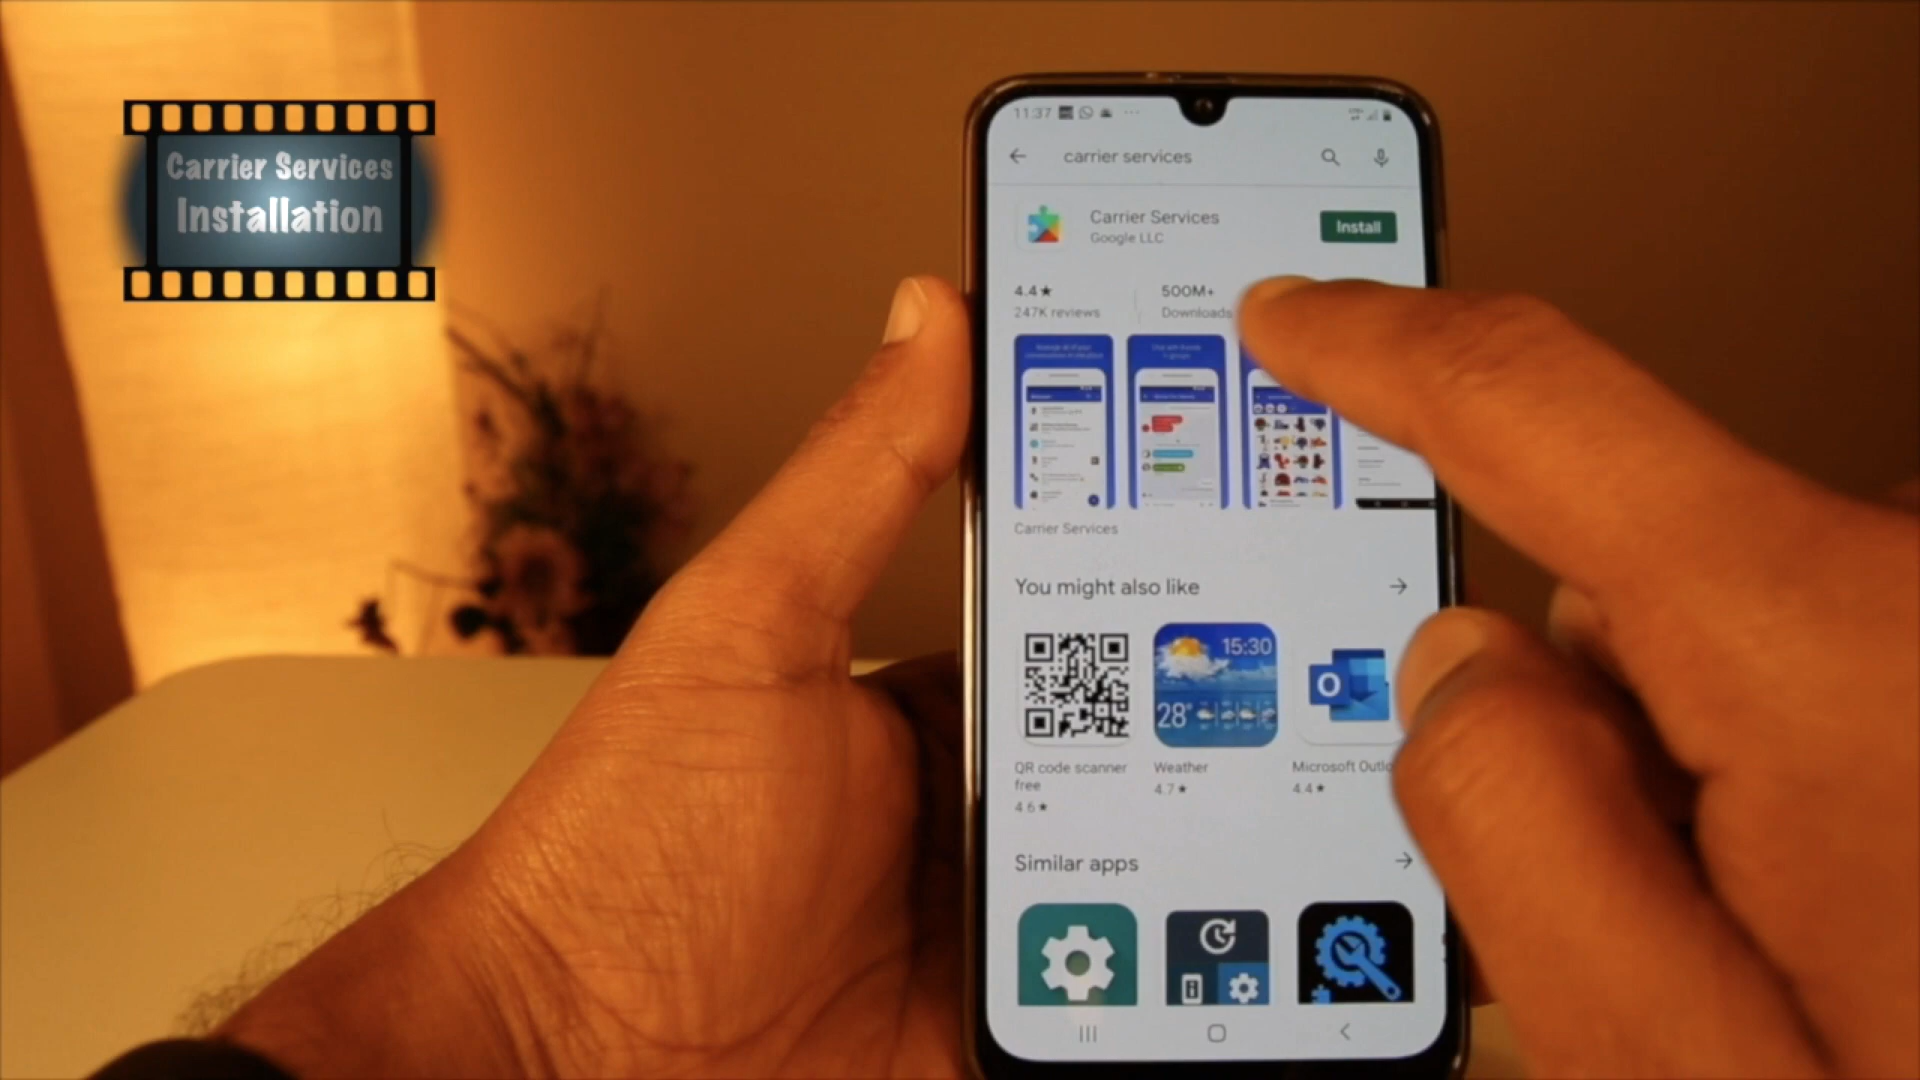 Carrier Services
Installation
11:37
carrier services
Carrier Services
Google LLC
Install
4.4★
247K reviews
500M+
Downloads
Carrier Services
You might also like
15:30
28°
O
QR code scanner
free
4.6★
Weather
4.7★
Microsoft Outlo
4.4★
Similar apps